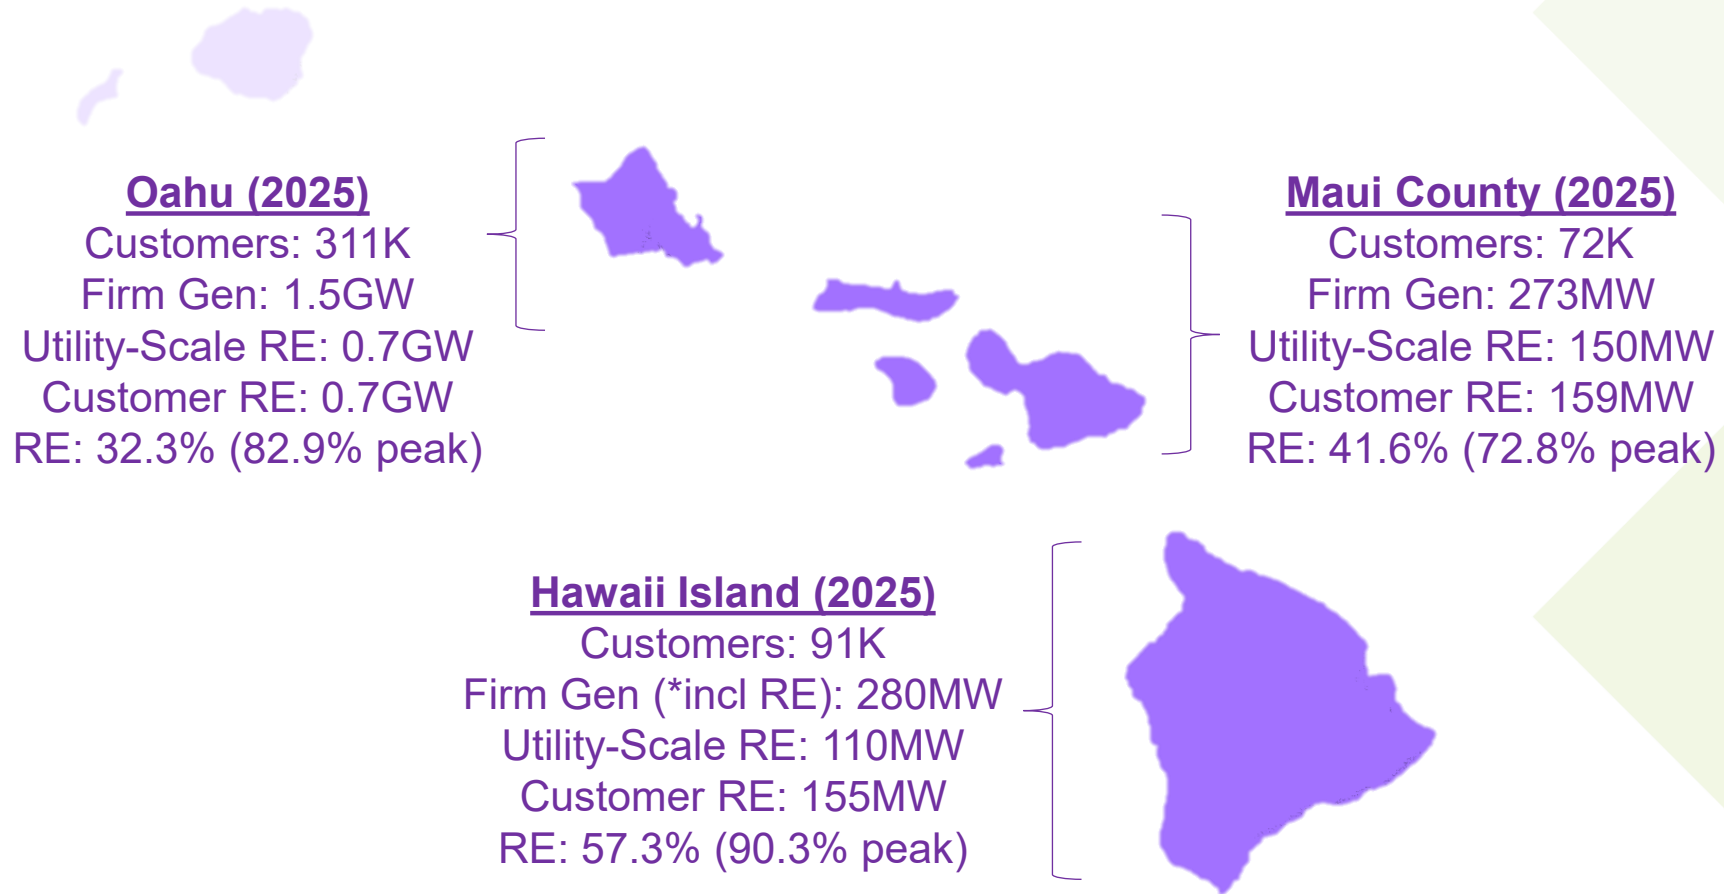 Oahu (2025)
Customers: 311K
Firm Gen: 1.5GW
Utility-Scale RE: 0.7GW
Customer RE: 0.7GW
RE: 32.3% (82.9% peak)
Maui County (2025)
Customers: 72K
Firm Gen: 273MW
Utility-Scale RE: 150MW
Customer RE: 159MW
RE: 41.6% (72.8% peak)
Hawaii Island (2025)
Customers: 91K
Firm Gen (*incl RE): 280MW
Utility-Scale RE: 110MW
Customer RE: 155MW
RE: 57.3% (90.3% peak)